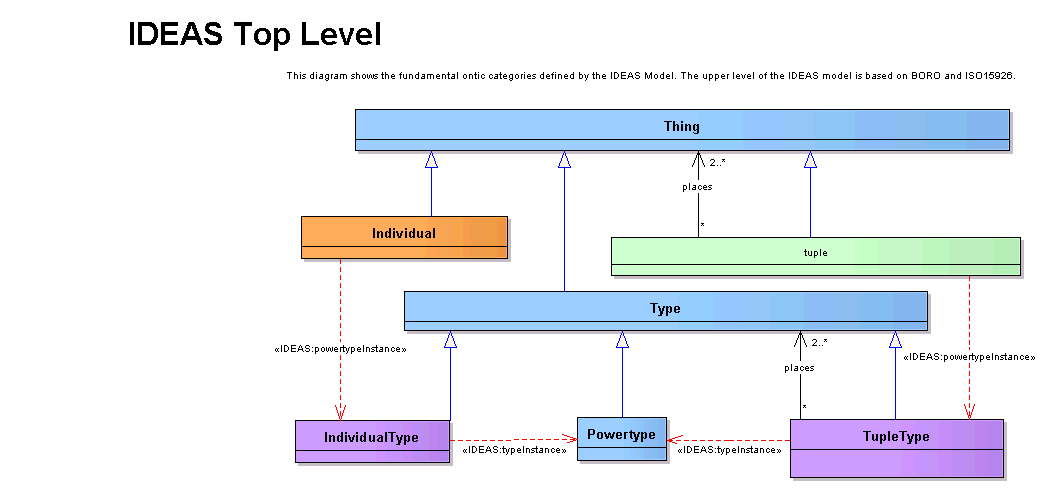 IDEAS Top Level
This diagram shows the fundamental ontic categories defined by the IDEAS Model. The upper level of the IDEAS model is based on BORO and ISO15926.
Thing
2..*
places
*
Individual
tuple
Type
2..*
«IDEAS:powertypeInstance»
«IDEAS:powertypeInstance»
places
*
IndividualType
Powertype
TupleType
«IDEAS:typeInstance»
«IDEAS:typeInstance»